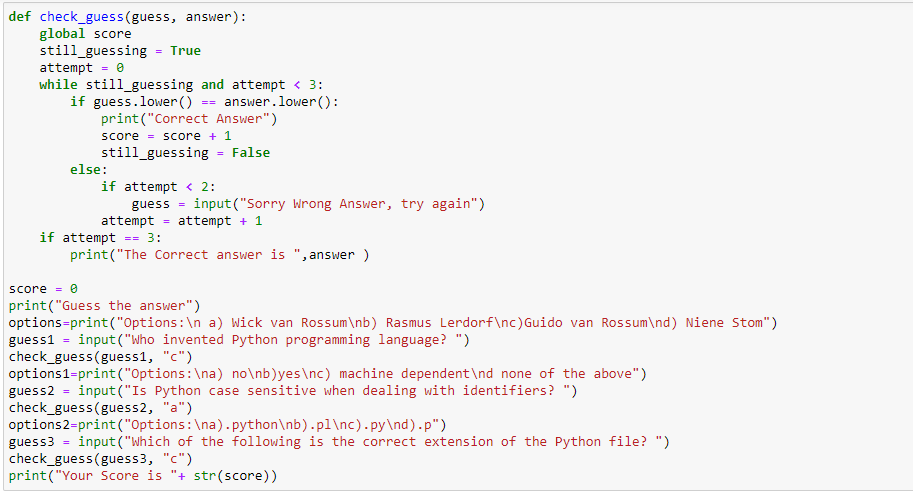 def check_guess(guess, answer):
    global score
    still_guessing = True
    attempt = 0
    while still_guessing and attempt < 3:
        if guess.lower() == answer.lower():
            print("Correct Answer")
            score = score + 1
            still_guessing = False
        else:
            if attempt < 2:
                guess = input("Sorry Wrong Answer, try again")
            attempt = attempt + 1
    if attempt == 3:
        print("The Correct answer is ",answer )

score = 0
print("Guess the answer")
options=print("Options:\n a) Wick van Rossum\nb) Rasmus Lerdorf\nc)Guido van Rossum\nd) Niene Stom")
guess1 = input("Who invented Python programming language? ")
check_guess(guess1, "c")
options1=print("Options:\na) no\nb)yes\nc) machine dependent\nd none of the above")
guess2 = input("Is Python case sensitive when dealing with identifiers? ")
check_guess(guess2, "a")
options2=print("Options:\na).python\nb).pl\nc).py\nd).p")
guess3 = input("Which of the following is the correct extension of the Python file? ")
check_guess(guess3, "c")
print("Your Score is "+ str(score))